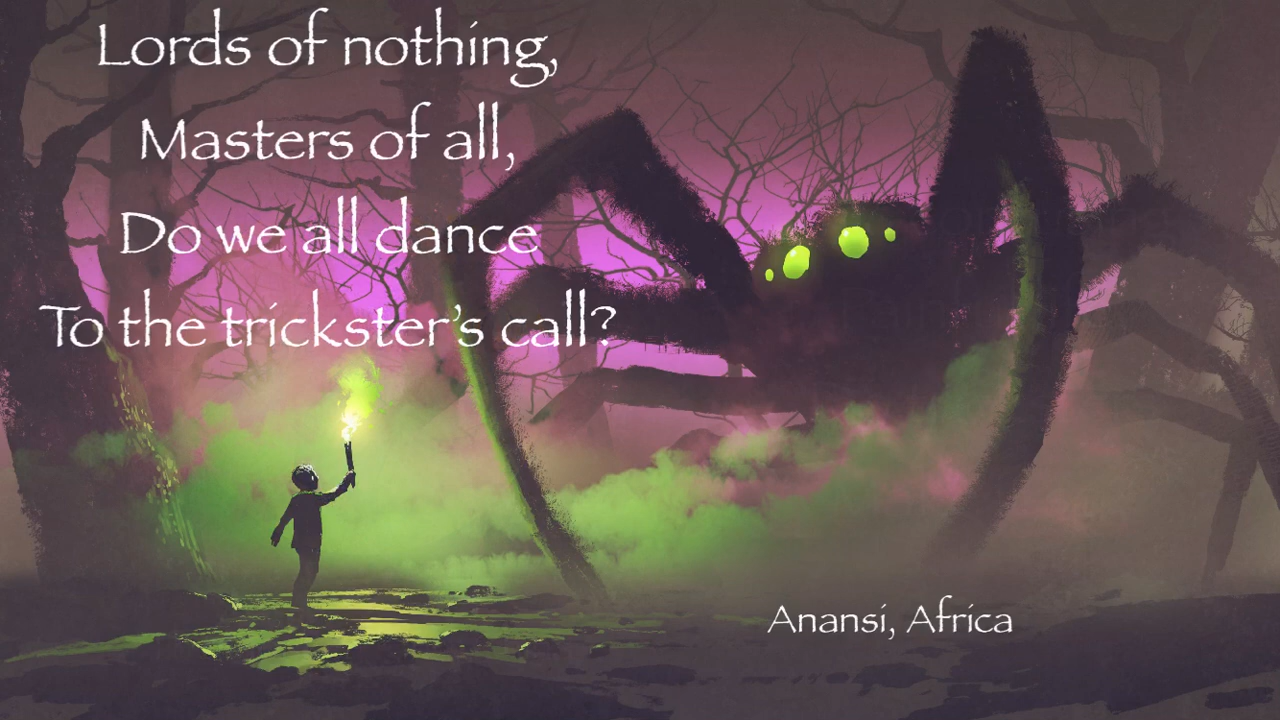 Lords of nothing,
Masters of all,
Do we all dance
To the trickster's call?
Anansi, Africa